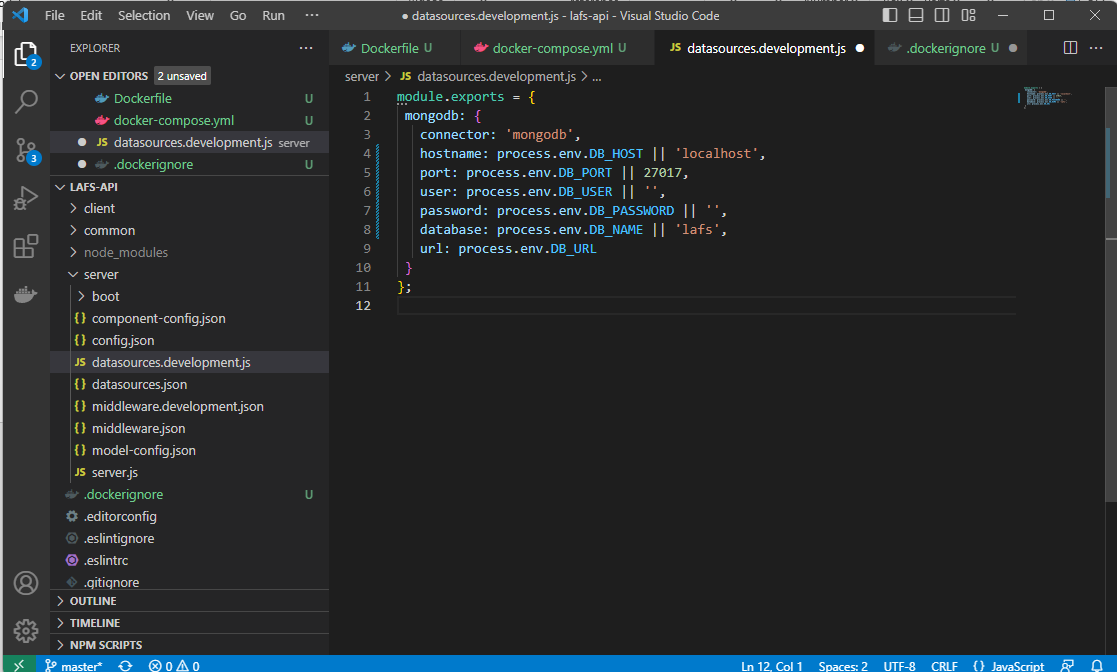 File Edit Selection View Go Run ··· ● datasources.development.js - lafs-api - Visual Studio Code
EXPLORER ···
OPEN EDITORS 2 unsaved
Dockerfile U
docker-compose.yml U
JS datasources.development.js server
.dockerignore U
LAFS-API
client
common
node_modules
server
boot
{} component-config.json
{} config.json
JS datasources.development.js
{} datasources.json
{} middleware.development.json
{} middleware.json
{} model-config.json
JS server.js
.dockerignore U
.editorconfig
.eslintignore
.eslintrc
.gitignore
OUTLINE
TIMELINE
NPM SCRIPTS
2
3
Dockerfile U docker-compose.yml U JS datasources.development.js ● .dockerignore U ● ···
server > JS datasources.development.js > ...
1 module.exports = {
2 mongodb: {
3 connector: 'mongodb',
4 hostname: process.env.DB_HOST || 'localhost',
5 port: process.env.DB_PORT || 27017,
6 user: process.env.DB_USER || '',
7 password: process.env.DB_PASSWORD || '',
8 database: process.env.DB_NAME || 'lafs',
9 url: process.env.DB_URL
10 }
11 };
12
master* 0 0 Ln 12, Col 1 Spaces: 2 UTF-8 CRLF {} JavaScript